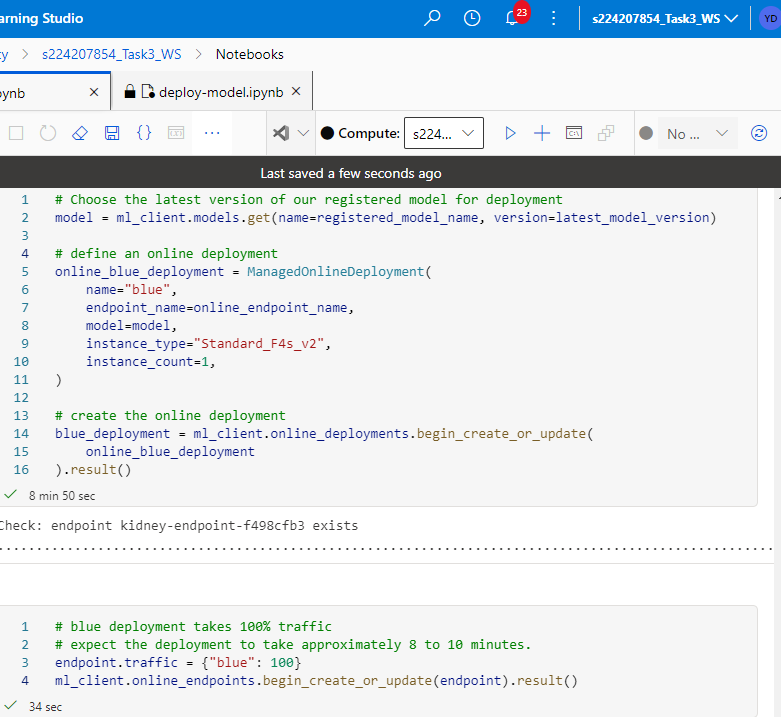 arning Studio
23
s224207854_Task3_WS
YD
s224207854_Task3_WS > Notebooks
ynb
deploy-model.ipynb
Compute:
s224...
No ...
Last saved a few seconds ago
1 # Choose the latest version of our registered model for deployment
2 model = ml_client.models.get(name=registered_model_name, version=latest_model_version)
3
4 # define an online deployment
5 online_blue_deployment = ManagedOnlineDeployment(
6     name="blue",
7     endpoint_name=online_endpoint_name,
8     model=model,
9     instance_type="Standard_F4s_v2",
10     instance_count=1,
11 )
12
13 # create the online deployment
14 blue_deployment = ml_client.online_deployments.begin_create_or_update(
15     online_blue_deployment
16 ).result()
8 min 50 sec
Check: endpoint kidney-endpoint-f498cfb3 exists
1 # blue deployment takes 100% traffic
2 # expect the deployment to take approximately 8 to 10 minutes.
3 endpoint.traffic = {"blue": 100}
4 ml_client.online_endpoints.begin_create_or_update(endpoint).result()
34 sec